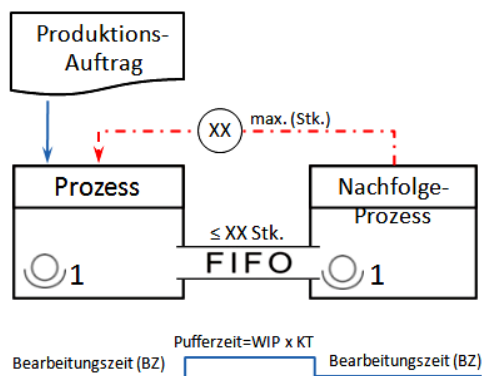 Produktions-
Auftrag
XX
max. (Stk.)
Prozess
Nachfolge-
Prozess
≤ XX Stk.
FIFO
1
1
Pufferzeit=WIP x KT
Bearbeitungszeit (BZ)
Bearbeitungszeit (BZ)